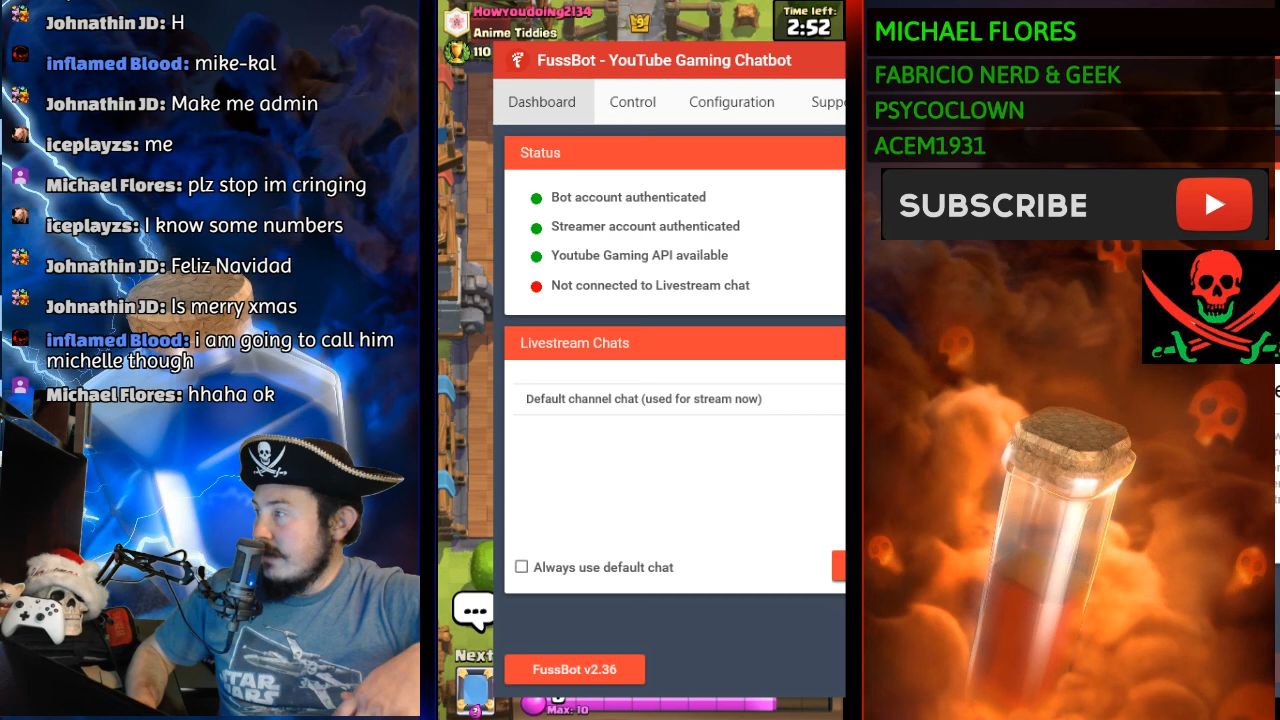 Johnathin JD: H
inflamed Blood: mike-kal
Johnathin JD: Make me admin
iceplayzs: me
Michael Flores: plz stop im cringing
iceplayzs: I know some numbers
Johnathin JD: Feliz Navidad
Johnathin JD: Is merry xmas
inflamed Blood: i am going to call him
michelle though
Michael Flores: hhaha ok
STAR
WARS
Howyoudoing2134
Anime Tiddies
110
9
Time left:
2:52
FussBot - YouTube Gaming Chatbot
Dashboard
Control
Configuration
Suppo
Status
Bot account authenticated
Streamer account authenticated
Youtube Gaming API available
Not connected to Livestream chat
Livestream Chats
Default channel chat (used for stream now)
Always use default chat
Next
FussBot v2.36
Max: 10
MICHAEL FLORES
FABRICIO NERD & GEEK
PSYCOCLOWN
ACEM1931
SUBSCRIBE